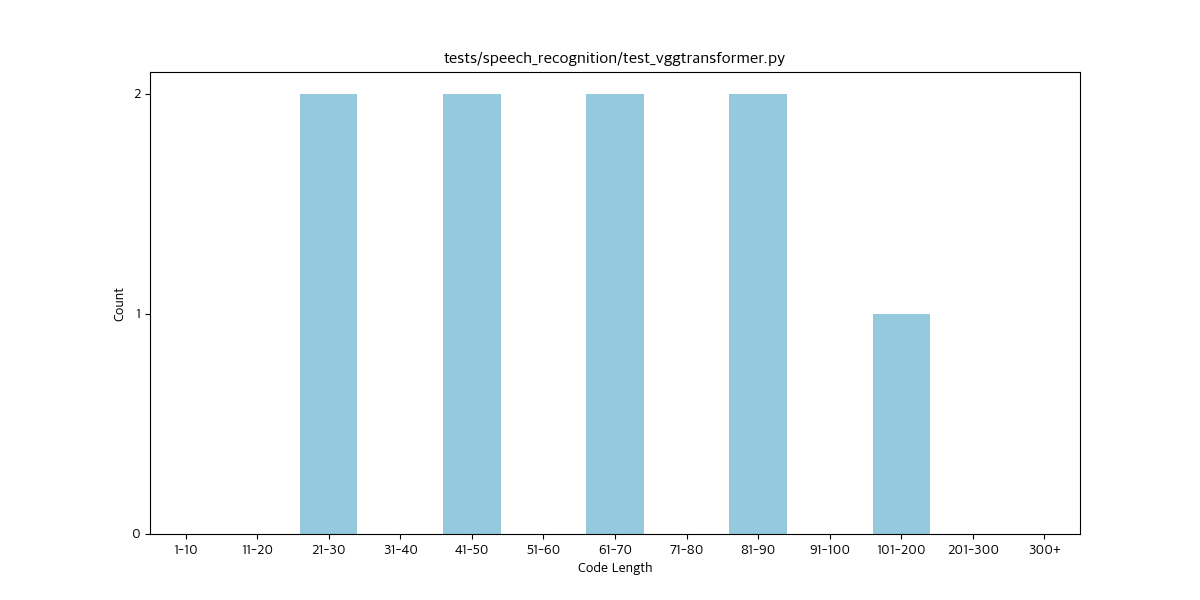 tests/speech_recognition/test_vggtransformer.py
2
1
0
Count
1-10 11-20 21-30 31-40 41-50 51-60 61-70 71-80 81-90 91-100 101-200 201-300 300+
Code Length